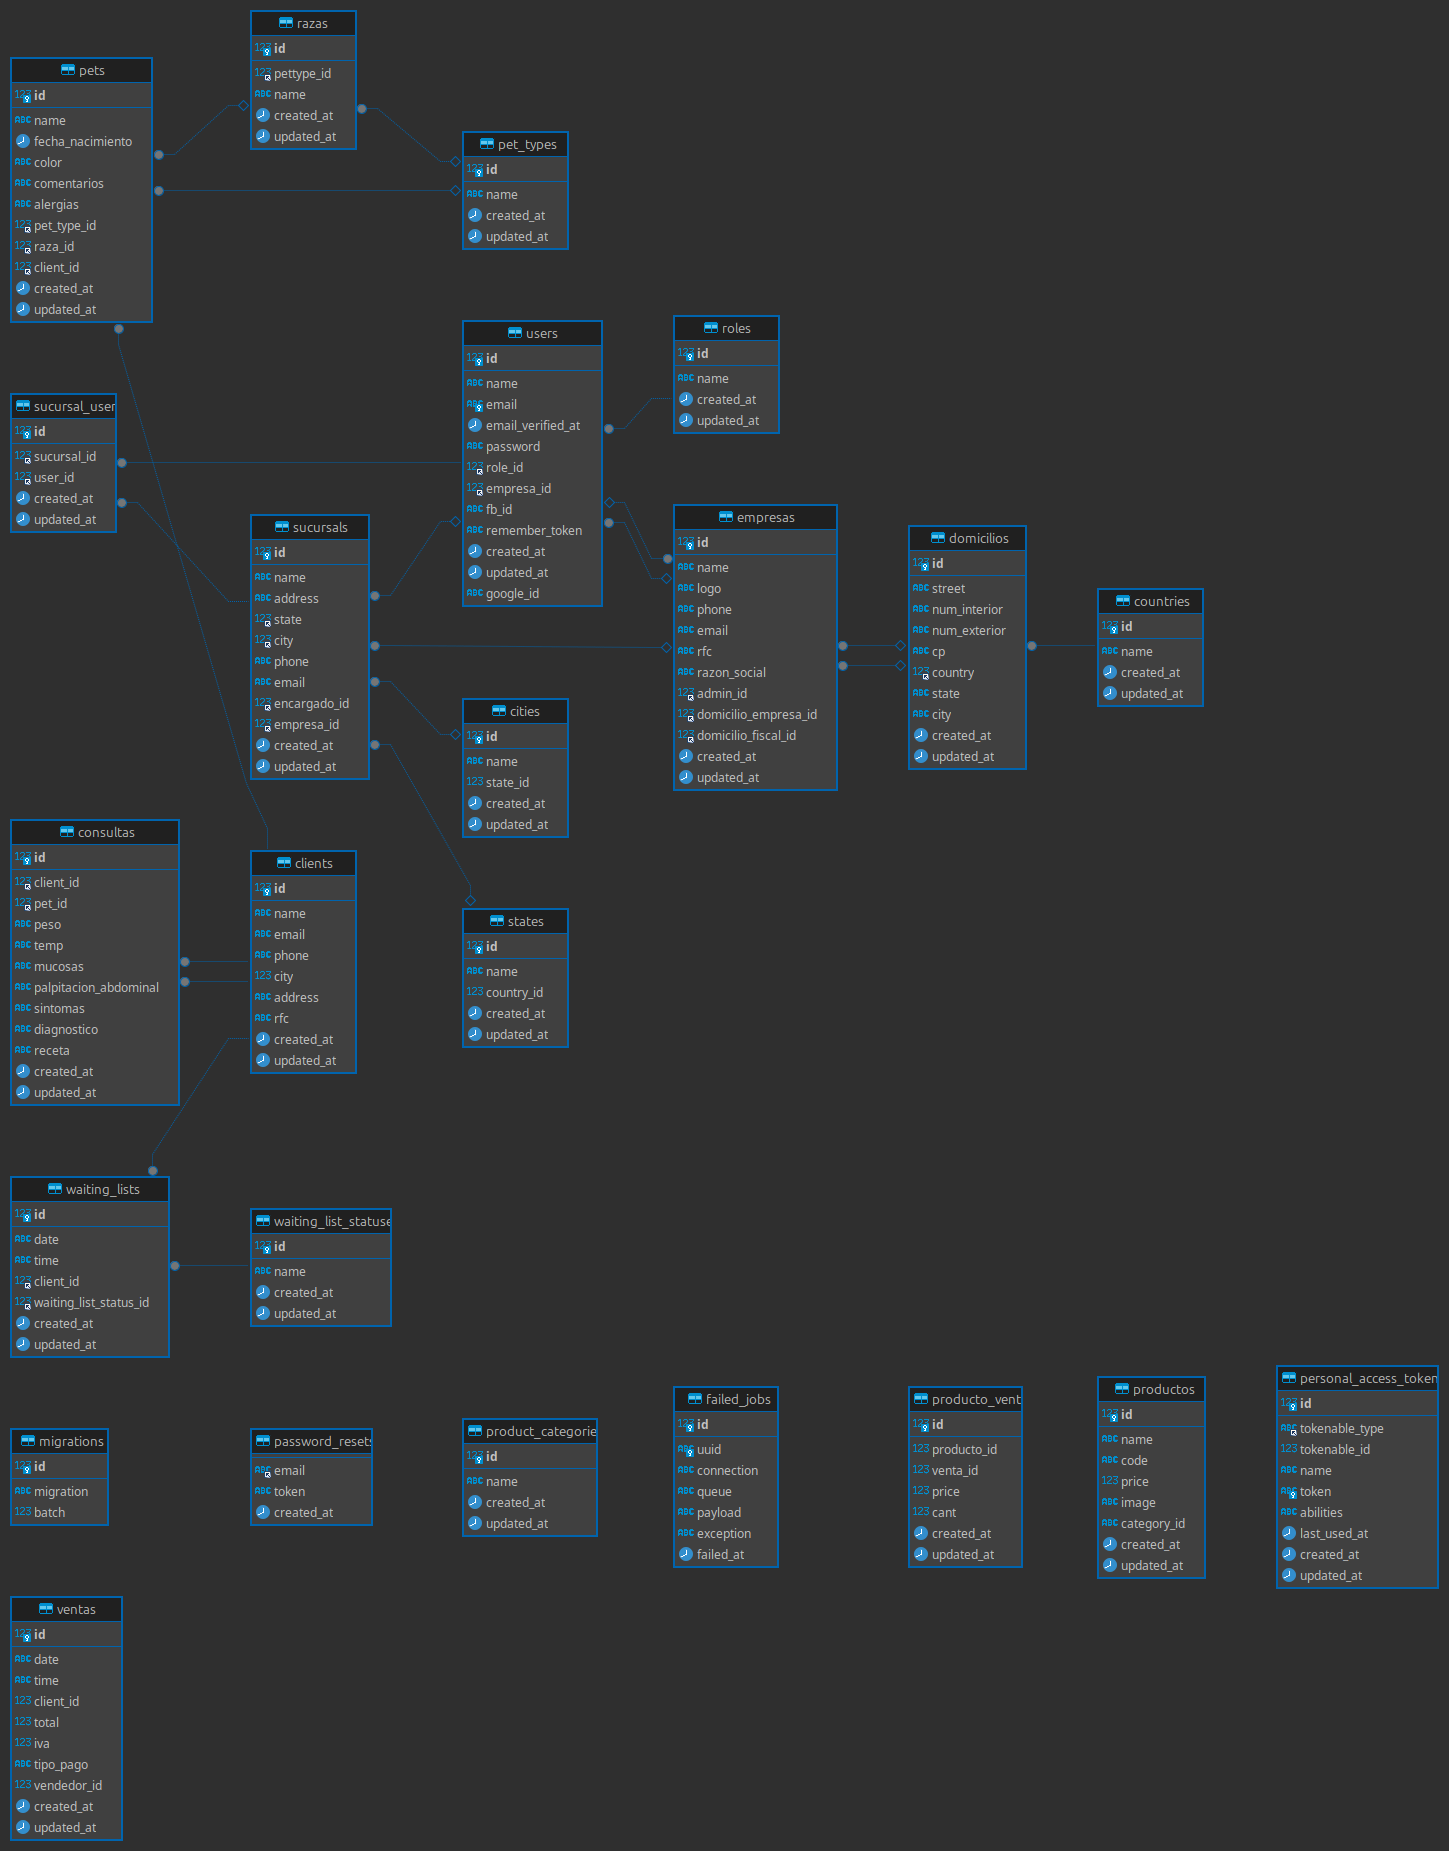 razas
id
pettype_id
name
created_at
updated_at
pets
id
name
fecha_nacimiento
color
comentarios
alergias
pet_type_id
raza_id
client_id
created_at
updated_at
pet_types
id
name
created_at
updated_at
users
id
name
email
email_verified_at
password
role_id
empresa_id
fb_id
remember_token
created_at
updated_at
google_id
roles
id
name
created_at
updated_at
sucursal_user
id
sucursal_id
user_id
created_at
updated_at
sucursals
id
name
address
state
city
phone
email
encargado_id
empresa_id
created_at
updated_at
empresas
id
name
logo
phone
email
rfc
razon_social
admin_id
domicilio_empresa_id
domicilio_fiscal_id
created_at
updated_at
domicilios
id
street
num_interior
num_exterior
cp
country
state
city
created_at
updated_at
countries
id
name
created_at
updated_at
cities
id
name
state_id
created_at
updated_at
consultas
id
client_id
pet_id
peso
temp
mucosas
palpitacion_abdominal
sintomas
diagnostico
receta
created_at
updated_at
clients
id
name
email
phone
city
address
rfc
created_at
updated_at
states
id
name
country_id
created_at
updated_at
waiting_lists
id
date
time
client_id
waiting_list_status_id
created_at
updated_at
waiting_list_statuse
id
name
created_at
updated_at
migrations
id
migration
batch
password_resets
email
token
created_at
product_categorie
id
name
created_at
updated_at
failed_jobs
id
uuid
connection
queue
payload
exception
failed_at
producto_vent
id
producto_id
venta_id
price
cant
created_at
updated_at
productos
id
name
code
price
image
category_id
created_at
updated_at
personal_access_token
id
tokenable_type
tokenable_id
name
token
abilities
last_used_at
created_at
updated_at
ventas
id
date
time
client_id
total
iva
tipo_pago
vendedor_id
created_at
updated_at